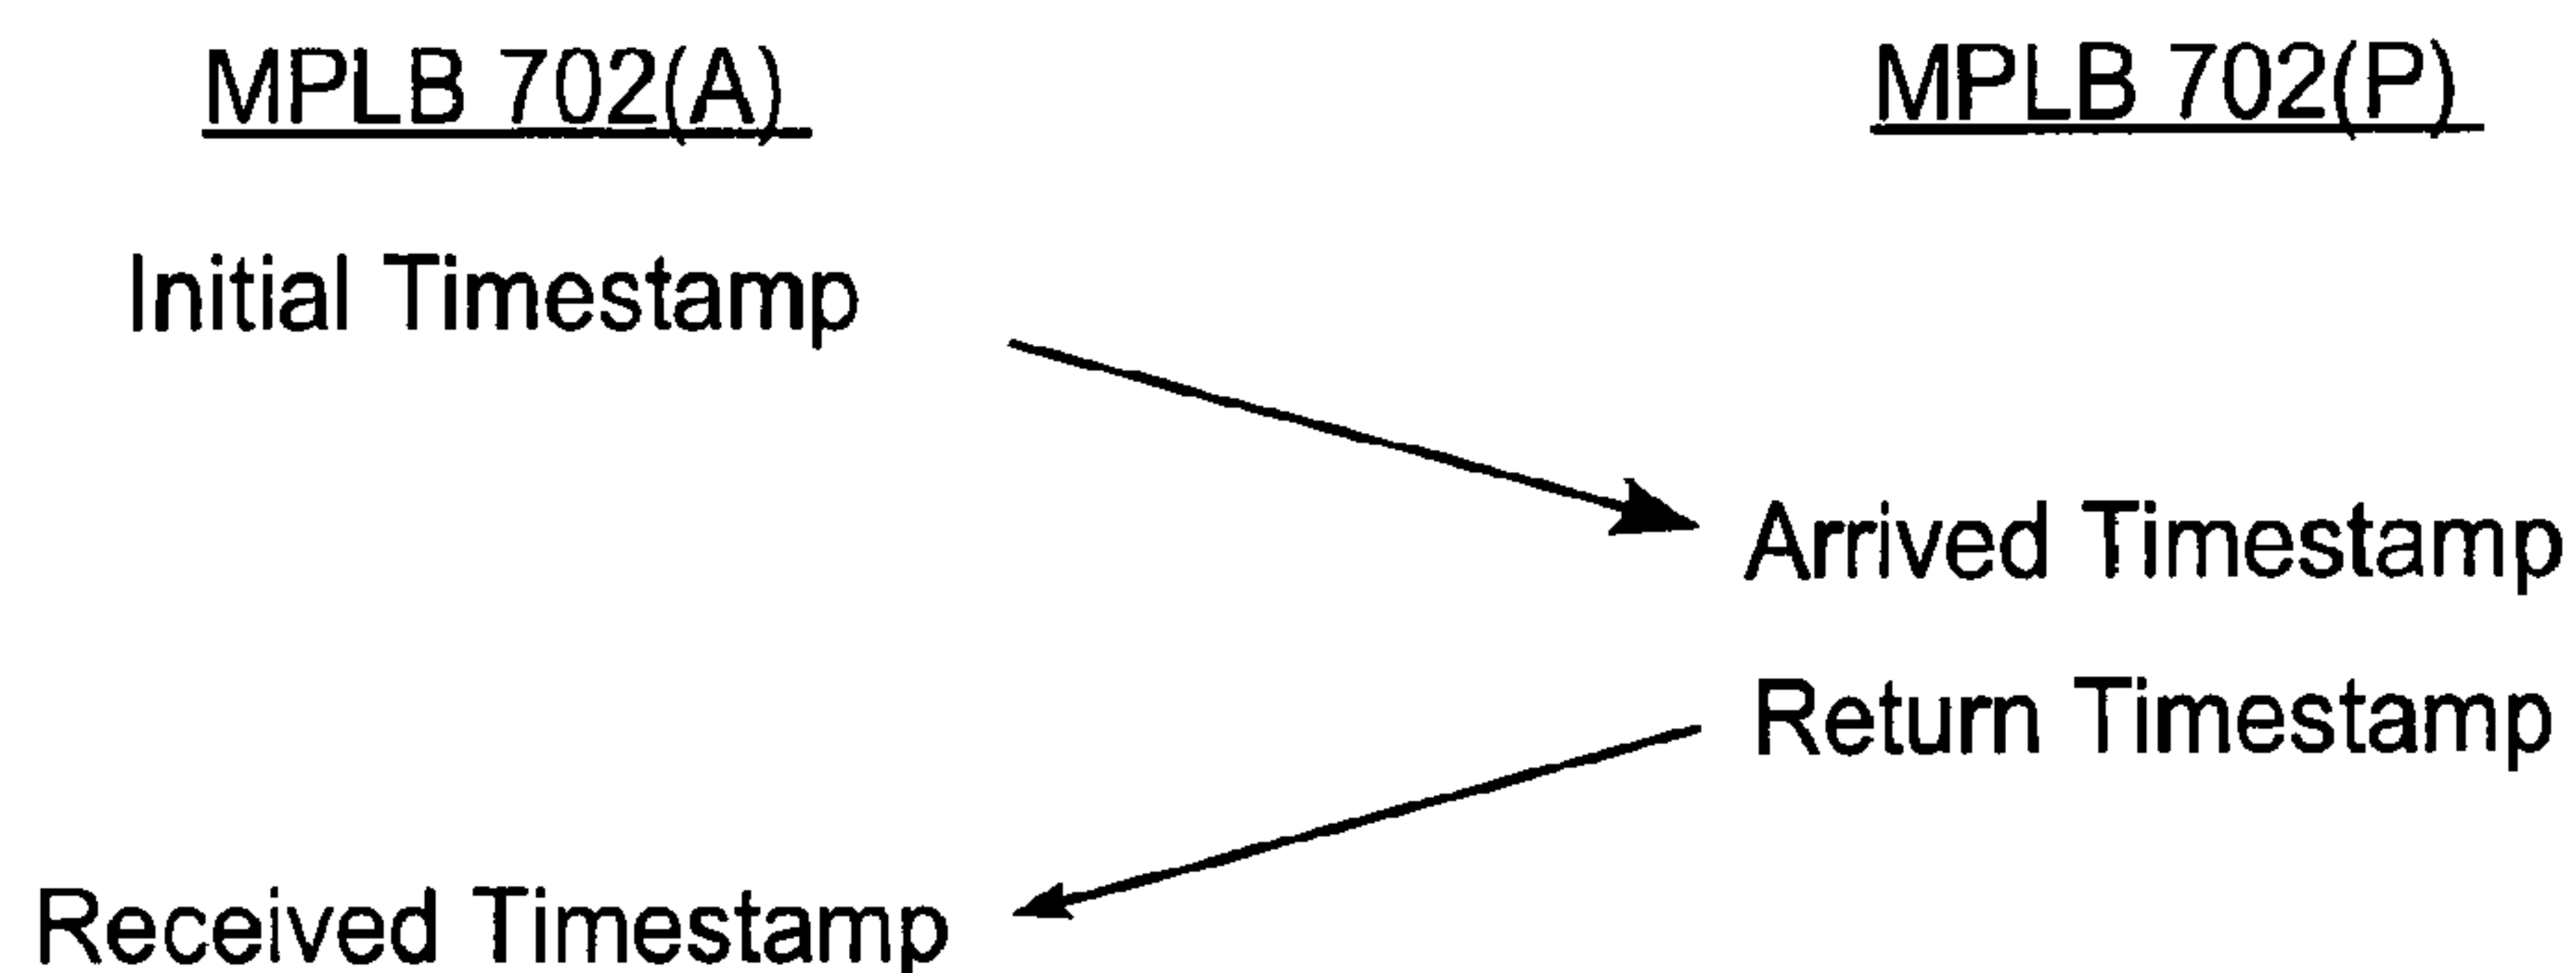 MPLB 702(A)
MPLB 702(P)
Initial Timestamp
Arrived Timestamp
Return Timestamp
Received Timestamp